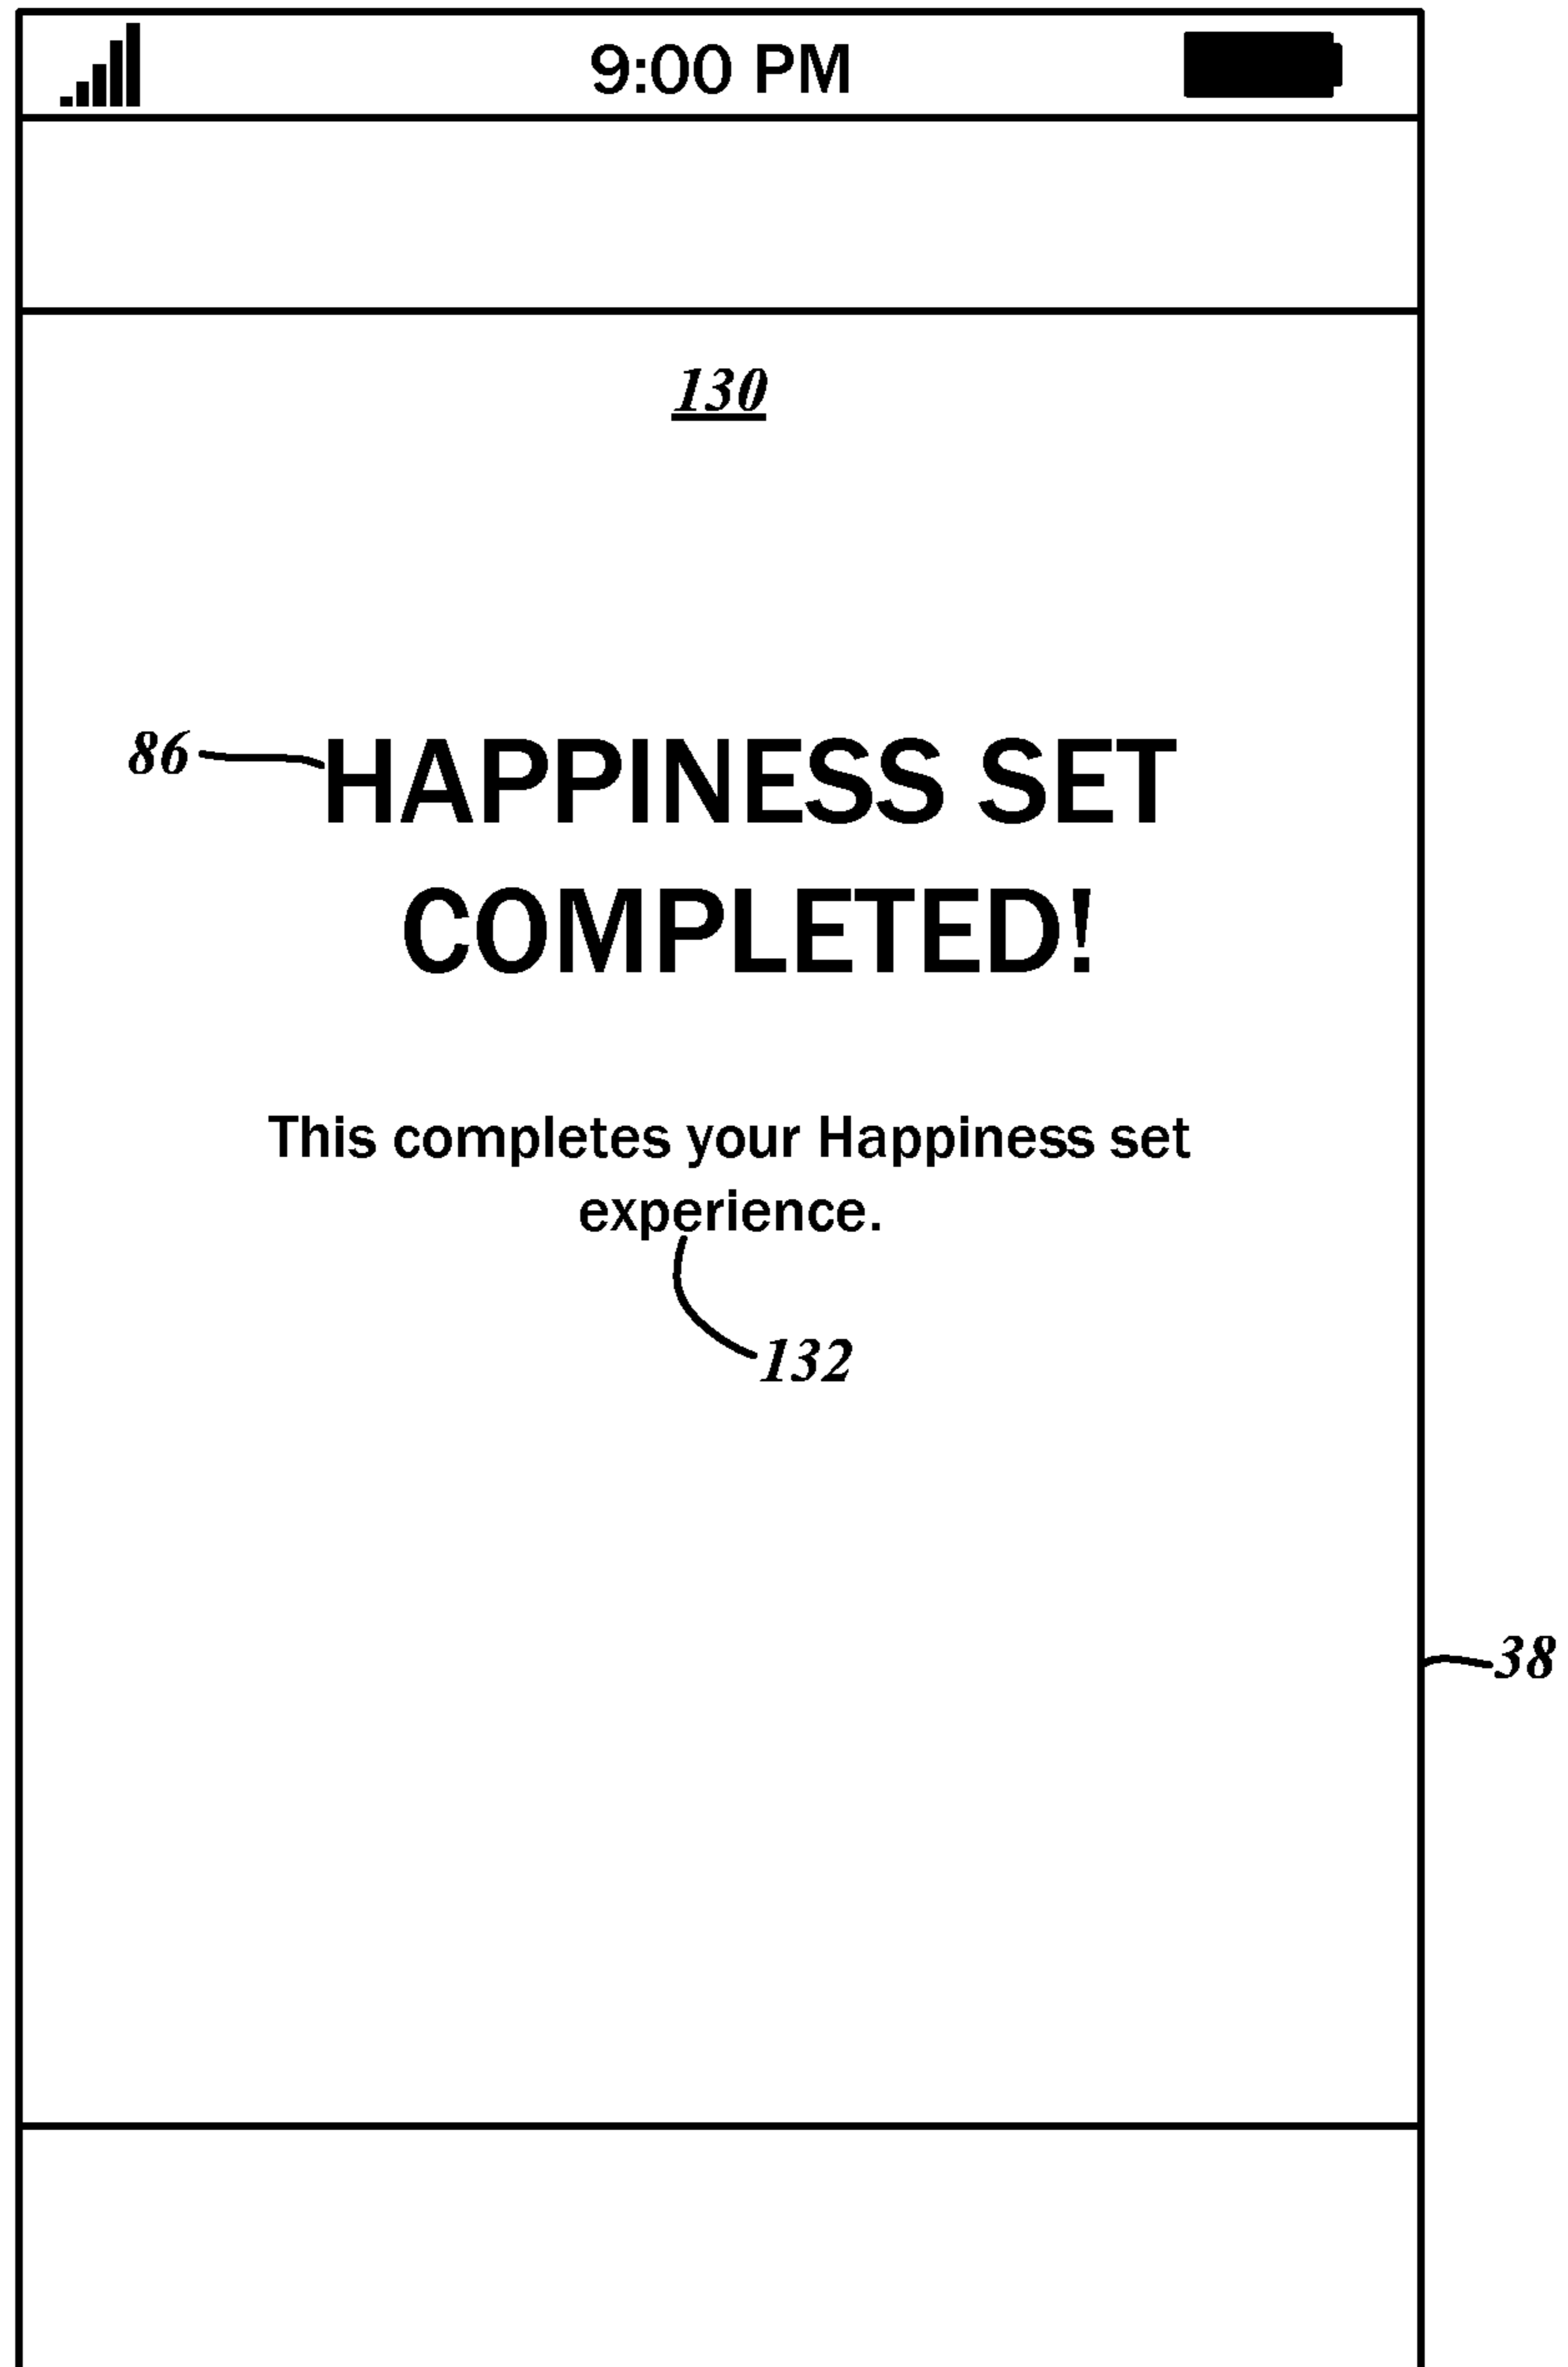 9:00 PM
130
86
HAPPINESS SET
COMPLETED!
This completes your Happiness set
experience.
132
38